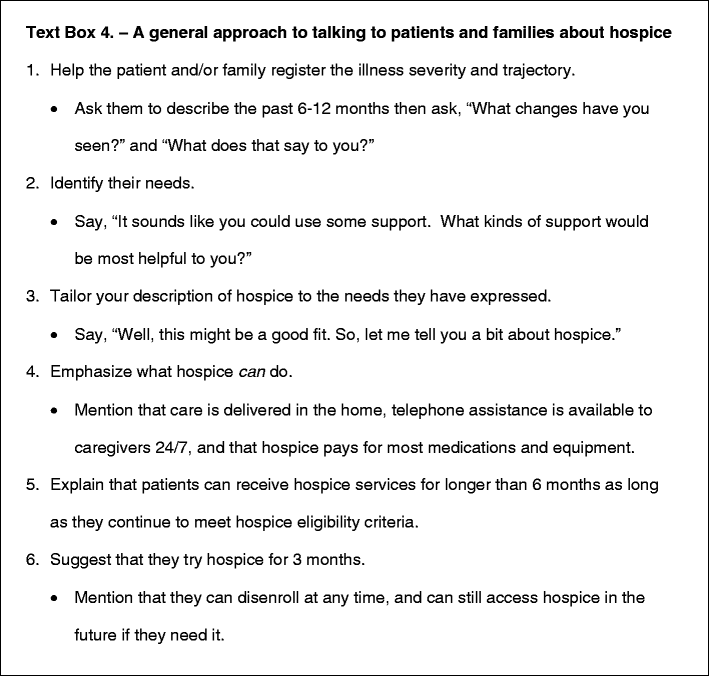 Text Box 4. – A general approach to talking to patients and families about hospice
1. Help the patient and/or family register the illness severity and trajectory.
• Ask them to describe the past 6-12 months then ask, “What changes have you
seen?” and “What does that say to you?”
2. Identify their needs.
• Say, “It sounds like you could use some support.  What kinds of support would
be most helpful to you?”
3. Tailor your description of hospice to the needs they have expressed.
• Say, “Well, this might be a good fit. So, let me tell you a bit about hospice.”
4. Emphasize what hospice can do.
• Mention that care is delivered in the home, telephone assistance is available to
caregivers 24/7, and that hospice pays for most medications and equipment.
5. Explain that patients can receive hospice services for longer than 6 months as long
as they continue to meet hospice eligibility criteria.
6. Suggest that they try hospice for 3 months.
• Mention that they can disenroll at any time, and can still access hospice in the
future if they need it.